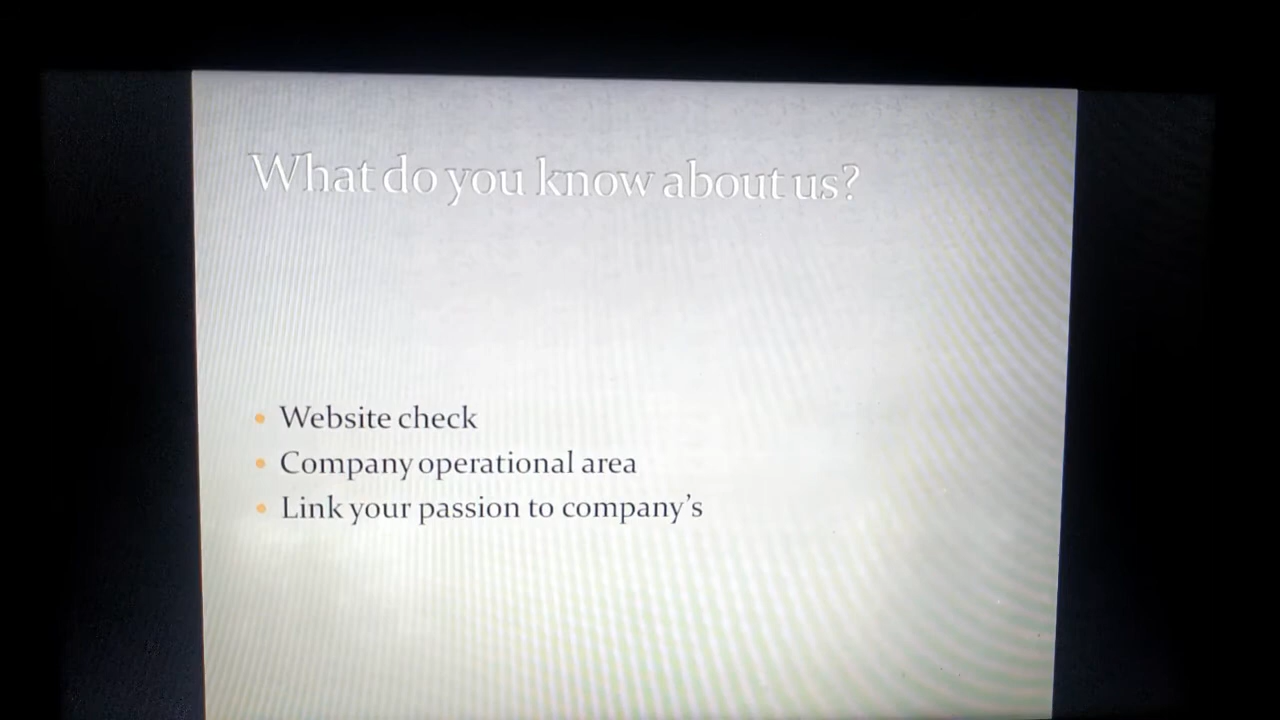 What do you know about us?
Website check
Company operational area
Link your passion to company's